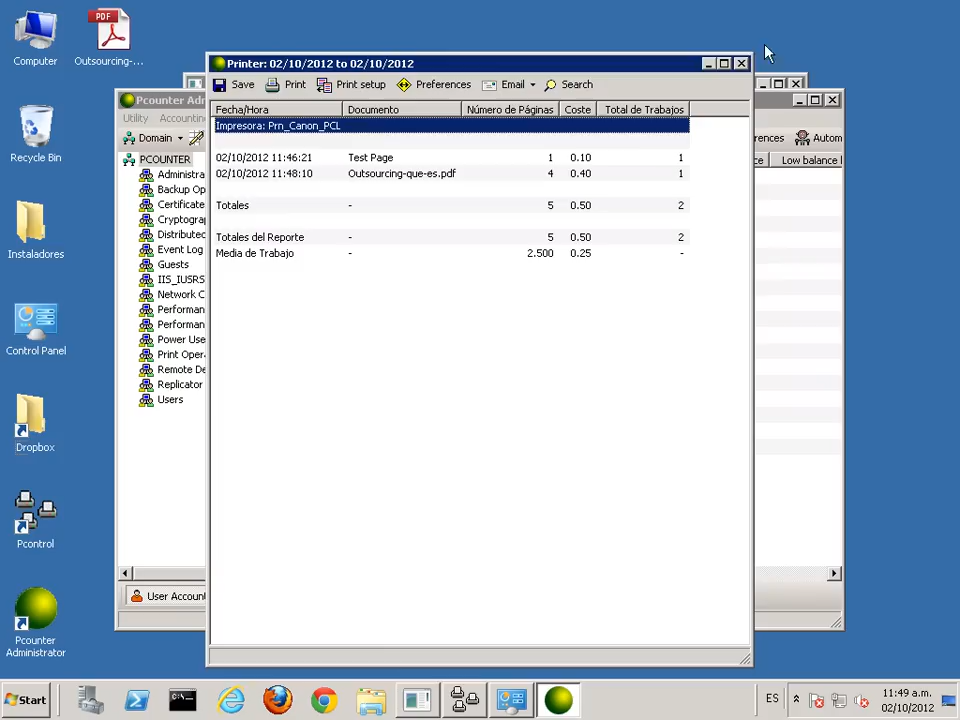 Computer
PDF
Outsourcing-...
Recycle Bin
Instaladores
Control Panel
Dropbox
Pcontrol
Pcounter
Administrator
Printer: 02/10/2012 to 02/10/2012
Save Print Print setup Preferences Email Search
Fecha/Hora Documento Número de Páginas Coste Total de Trabajos
Impresora: Prn_Canon_PCL
02/10/2012 11:46:21 Test Page 1 0.10 1
02/10/2012 11:48:10 Outsourcing-que-es.pdf 4 0.40 1
Totales - 5 0.50 2
Totales del Reporte - 5 0.50 2
Media de Trabajo - 2.500 0.25 -
Pcounter Adm
Utility Accountin
Domain
rences Autom
ce Low balance l
PCOUNTER
Administra
Backup Op
Certificate
Cryptogra
Distributed
Event Log
Guests
IIS_IUSRS
Network C
Performan
Performan
Power Use
Print Opera
Remote De
Replicator
Users
User Accoun
Start
ES
11:49 a.m.
02/10/2012